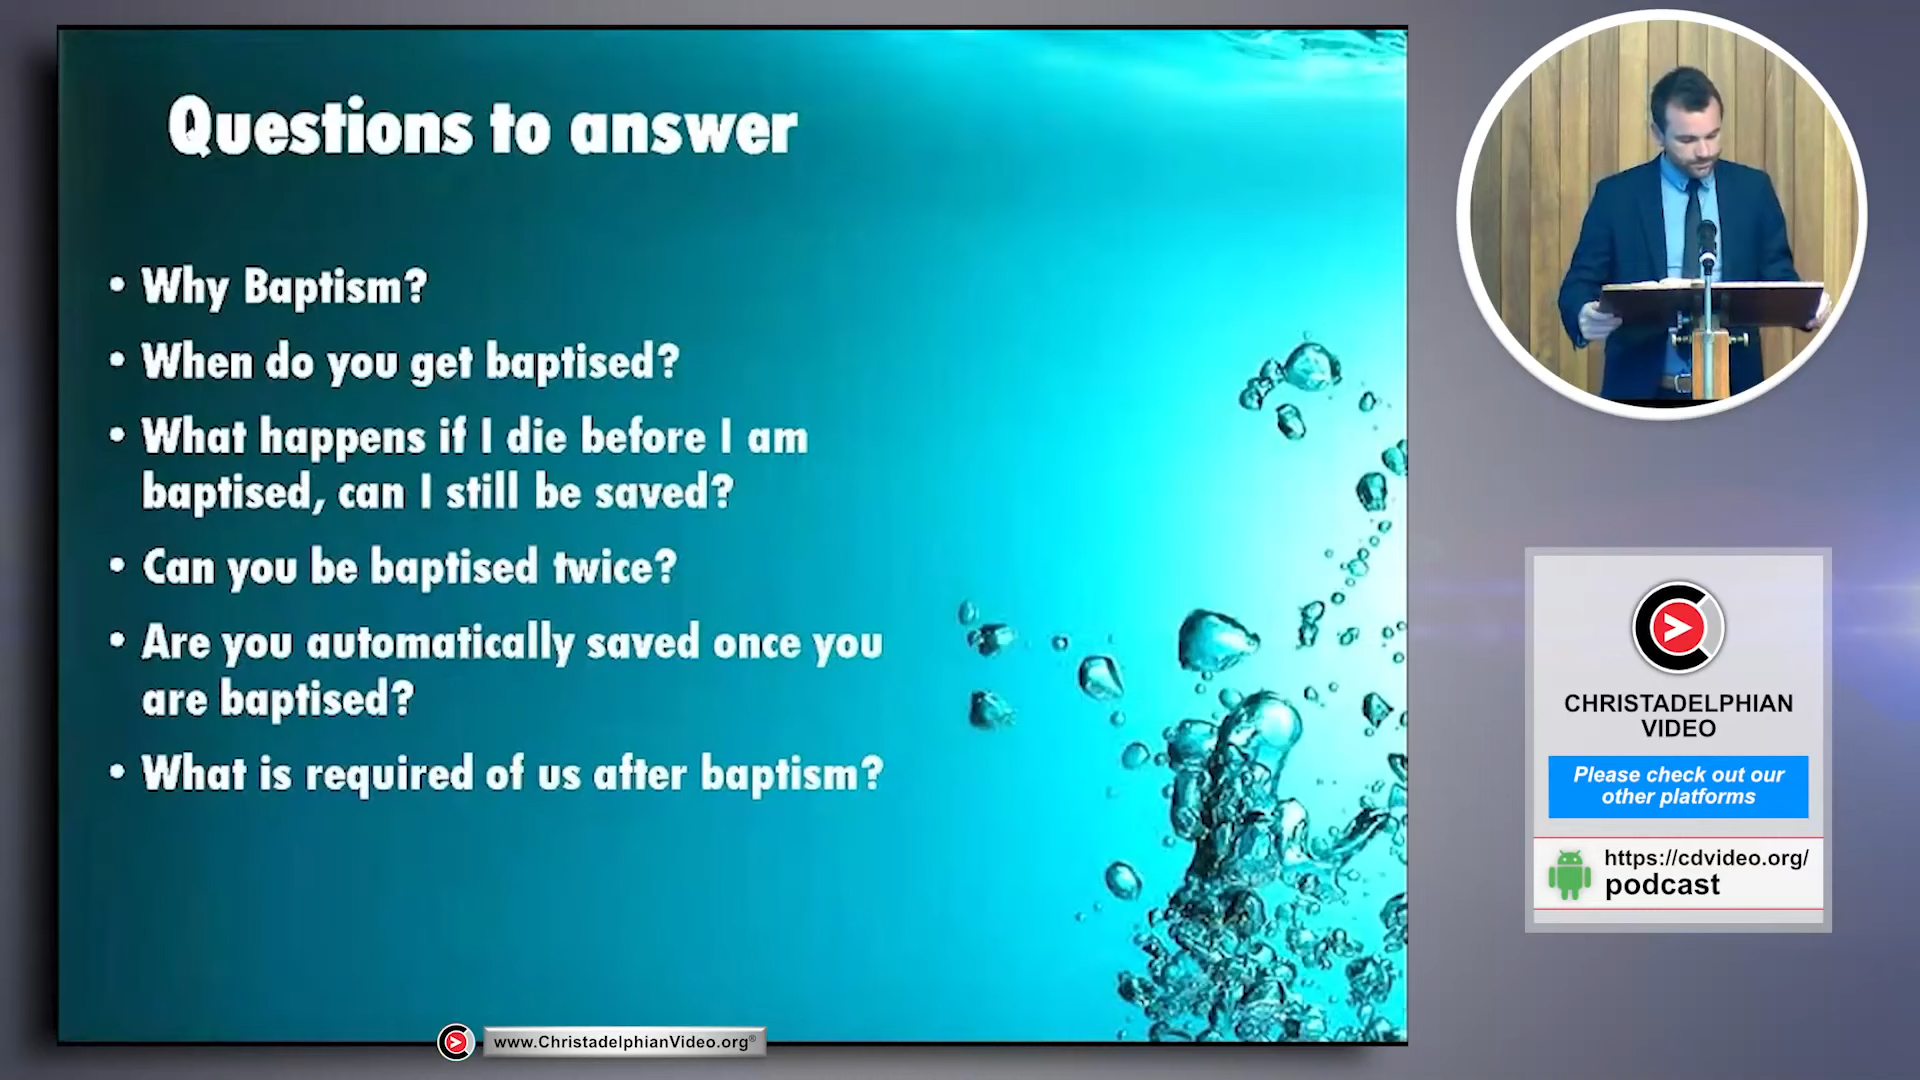 Questions to answer
• Why Baptism?
• When do you get baptised?
• What happens if I die before I am
baptised, can I still be saved?
• Can you be baptised twice?
• Are you automatically saved once you
are baptised?
• What is required of us after baptism?
www.ChristadelphianVideo.org®
CHRISTADELPHIAN
VIDEO
Please check out our
other platforms
https://cdvideo.org/
podcast